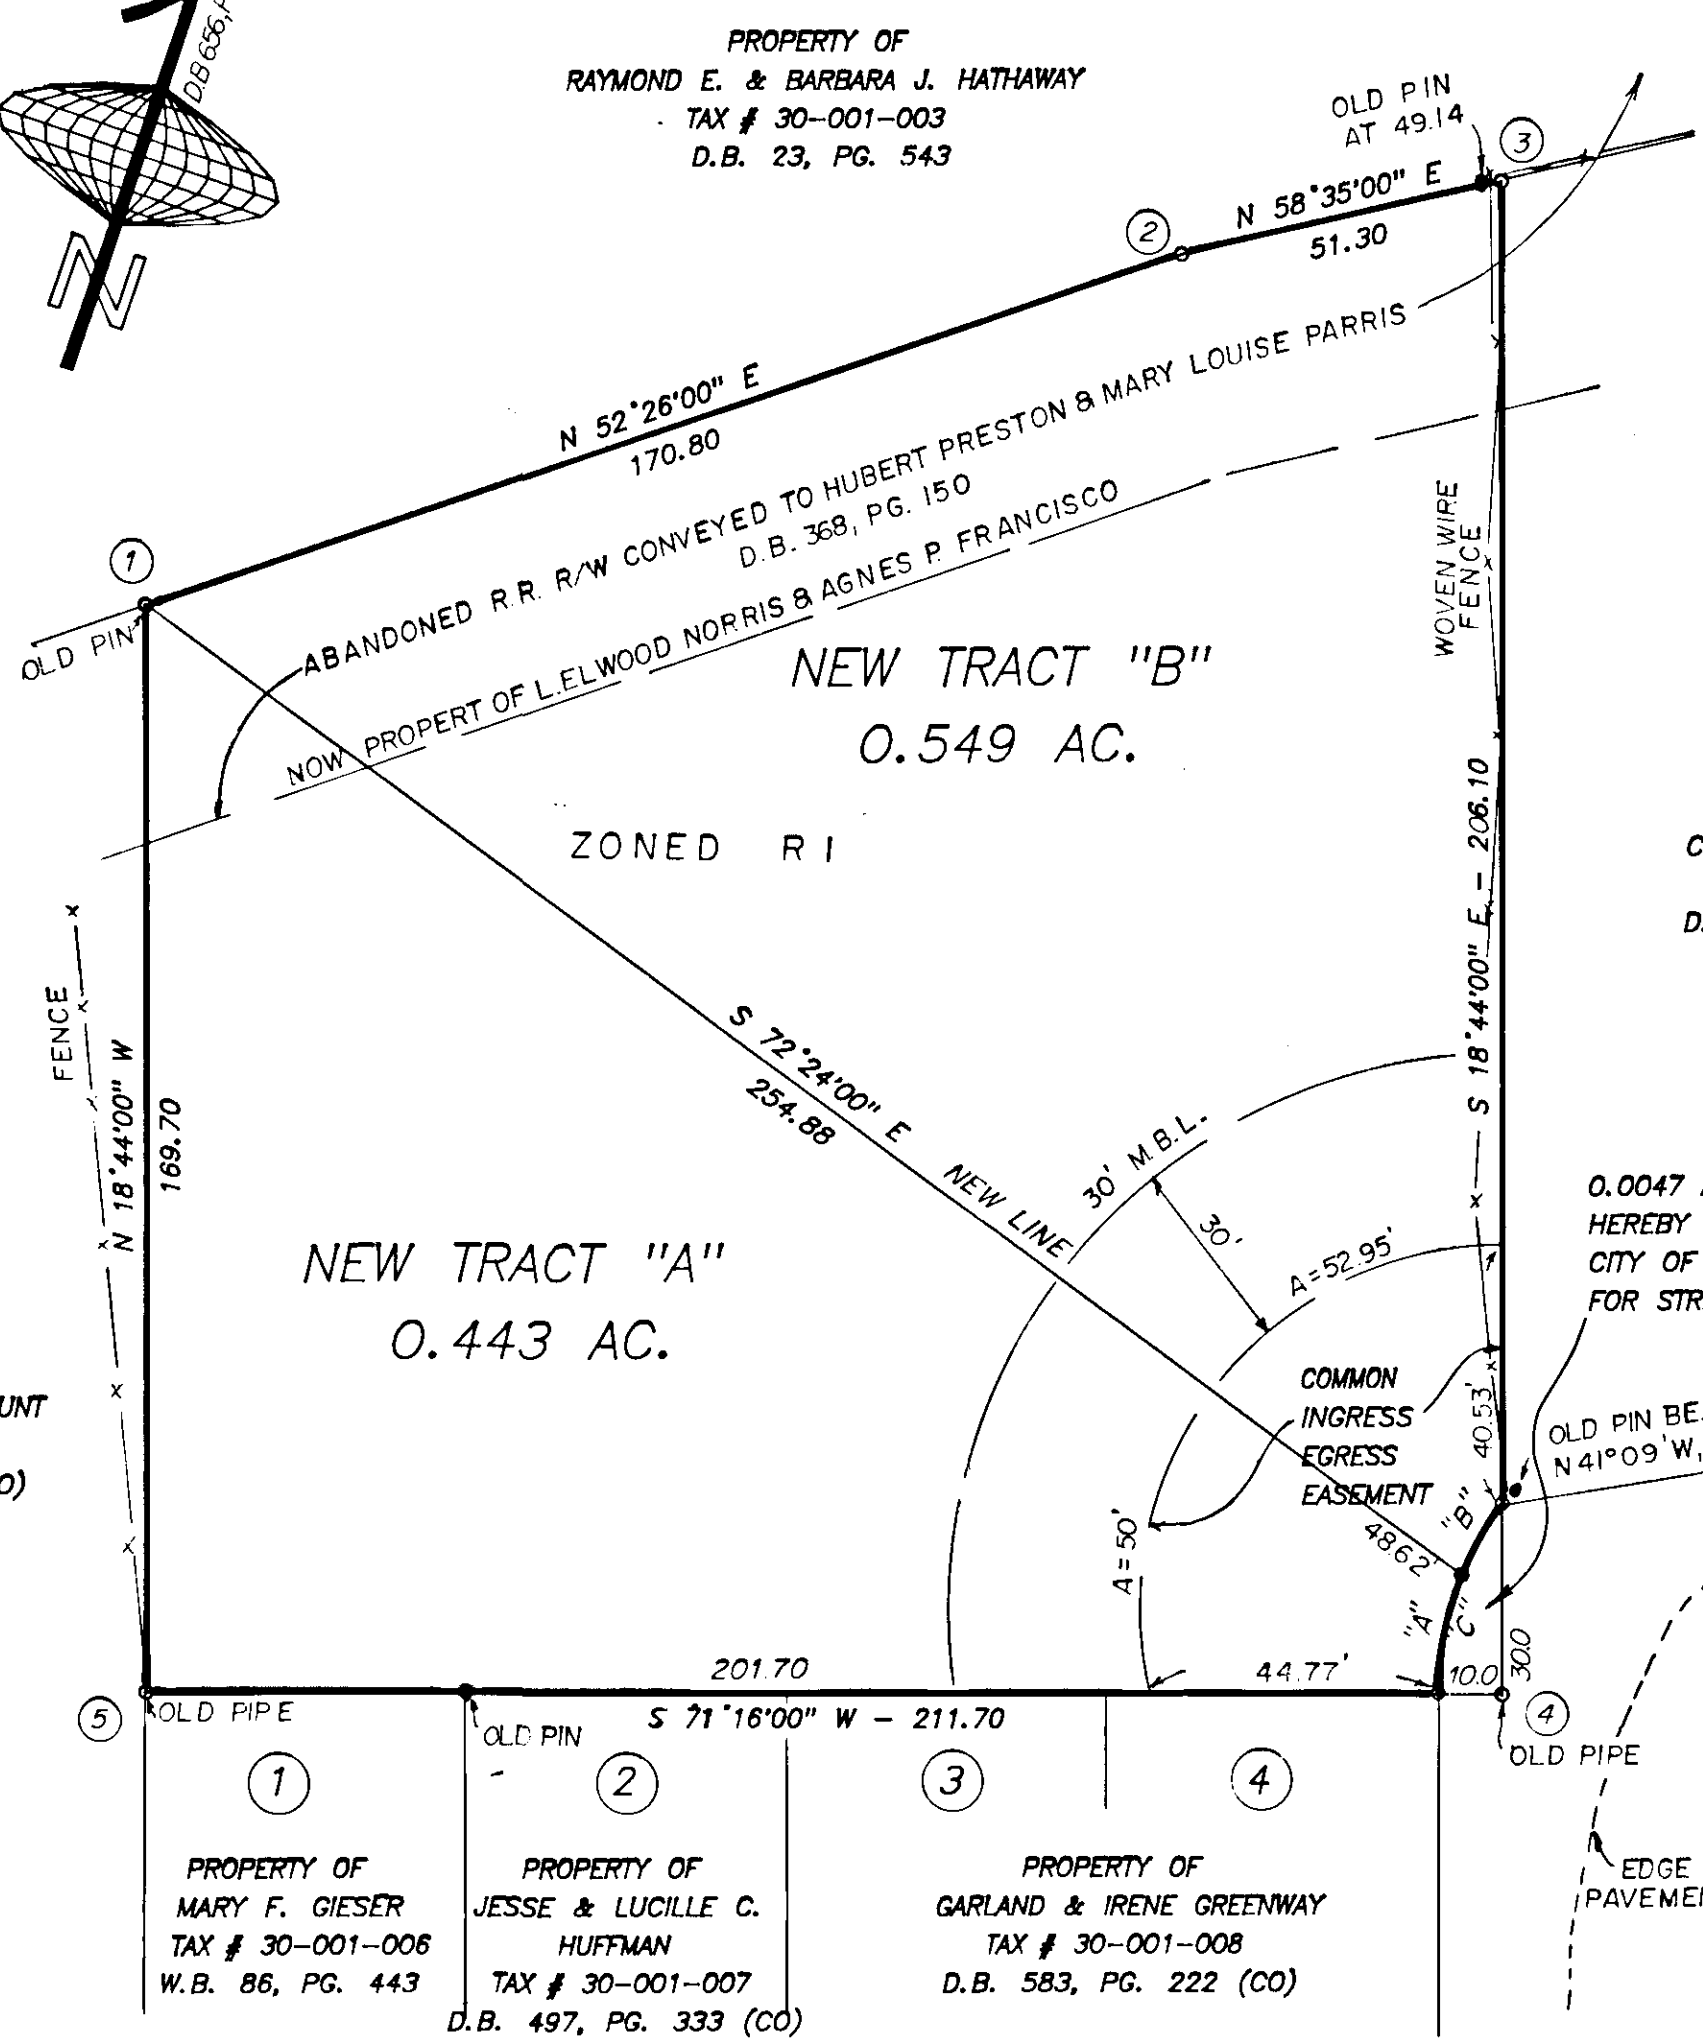 D.B 656,
N
PROPERTY OF
RAYMOND E. & BARBARA J. HATHAWAY
TAX # 30-001-003
D.B. 23, PG. 543
OLD PIN
AT 49.14
3
N 58°35'00" E
51.30
2
N 52°26'00" E
170.80
1
OLD PIN
ABANDONED R.R. R/W CONVEYED TO HUBERT PRESTON & MARY LOUISE PARRIS
D.B. 368, PG. 150
NOW PROPERT OF L.ELWOOD NORRIS & AGNES P. FRANCISCO
WOVEN WIRE
FENCE
NEW TRACT "B"
0.549 AC.
ZONED R1
S 18°44'00" E - 206.10
FENCE
N 18°44'00" W
169.70
S 72°24'00" E
254.88
NEW LINE
30' M.B.L.
30'
A=52.95'
NEW TRACT "A"
0.443 AC.
0.0047
HEREBY
CITY OF
FOR STR
COMMON
INGRESS
EGRESS
EASEMENT
40.53'
OLD PIN BE
N 41°09'W,
UNT
O)
"B"
48.62'
A=50'
"A"
"C"
201.70
44.77'
10.0
30.0
5
OLD PIPE
OLD PIN
S 71°16'00" W - 211.70
4
OLD PIPE
1
2
3
4
PROPERTY OF
MARY F. GIESER
TAX # 30-001-006
W.B. 86, PG. 443
PROPERTY OF
JESSE & LUCILLE C.
HUFFMAN
TAX # 30-001-007
D.B. 497, PG. 333 (CO)
PROPERTY OF
GARLAND & IRENE GREENWAY
TAX # 30-001-008
D.B. 583, PG. 222 (CO)
EDGE
PAVEME
C
D.